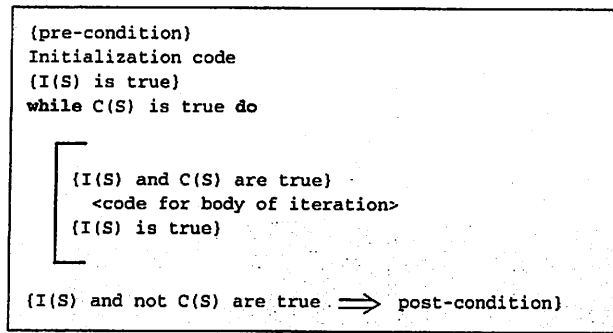 {pre-condition}
Initialization code
{I(S) is true}
while C(S) is true do
{I(S) and C(S) are true}
<code for body of iteration>
{I(S) is true}
{I(S) and not C(S) are true ⟹ post-condition}